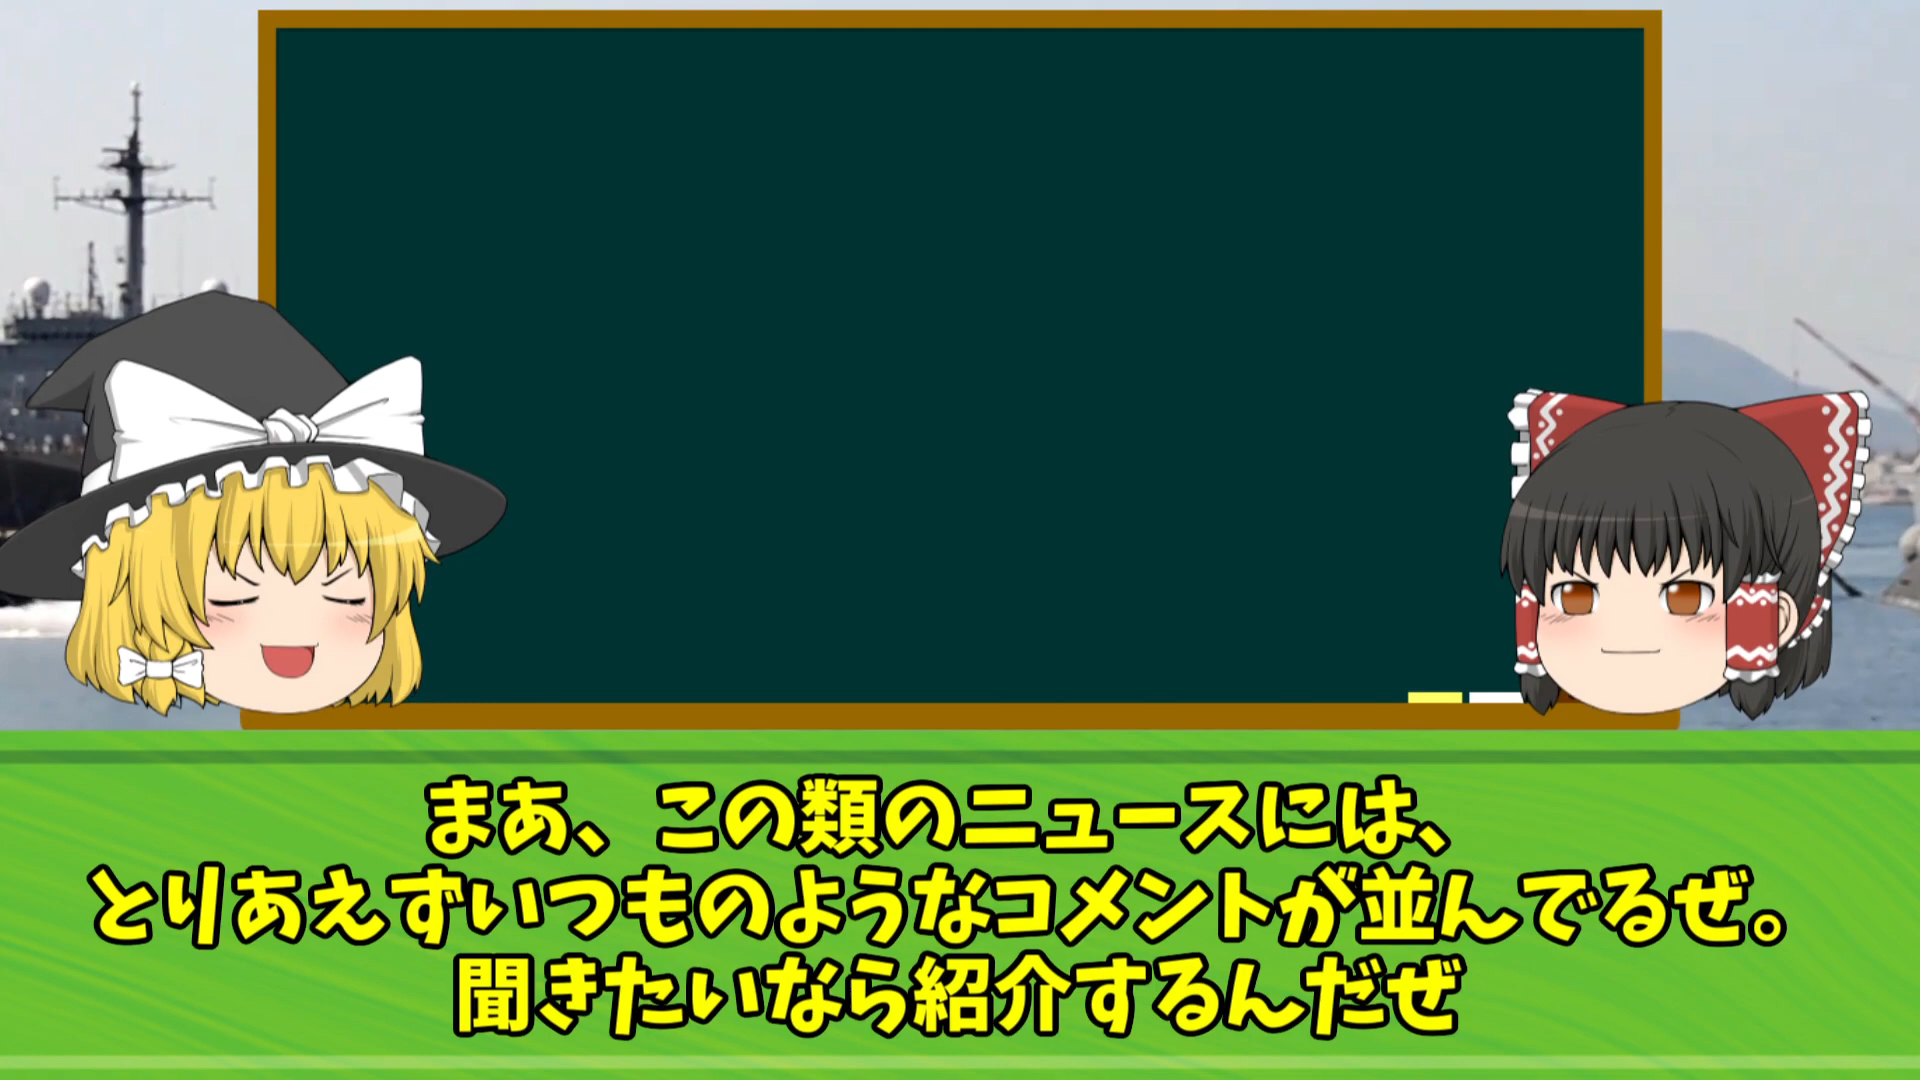 まあ、この類のニュースには、
とりあえずいつものようなコメントが並んでるぜ。
聞きたいなら紹介するんだぜ